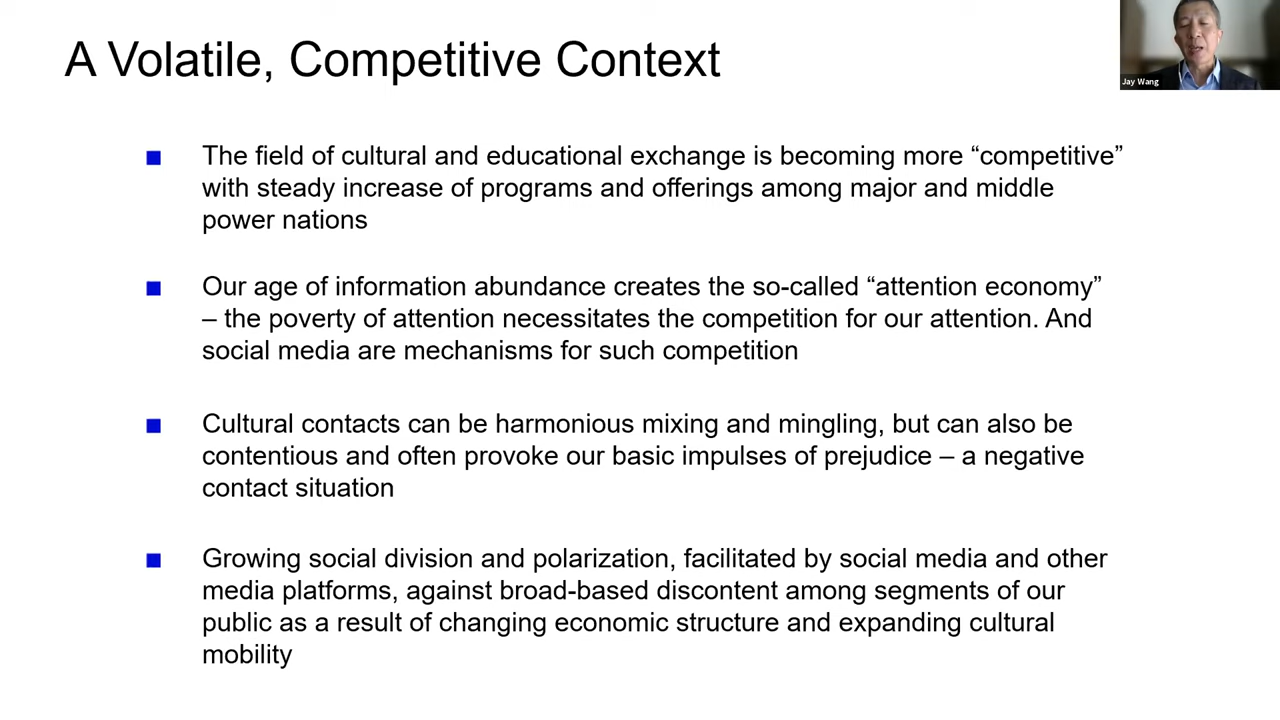 A Volatile, Competitive Context
Jay Wang
The field of cultural and educational exchange is becoming more “competitive”
with steady increase of programs and offerings among major and middle
power nations
Our age of information abundance creates the so-called “attention economy”
– the poverty of attention necessitates the competition for our attention. And
social media are mechanisms for such competition
Cultural contacts can be harmonious mixing and mingling, but can also be
contentious and often provoke our basic impulses of prejudice – a negative
contact situation
Growing social division and polarization, facilitated by social media and other
media platforms, against broad-based discontent among segments of our
public as a result of changing economic structure and expanding cultural
mobility